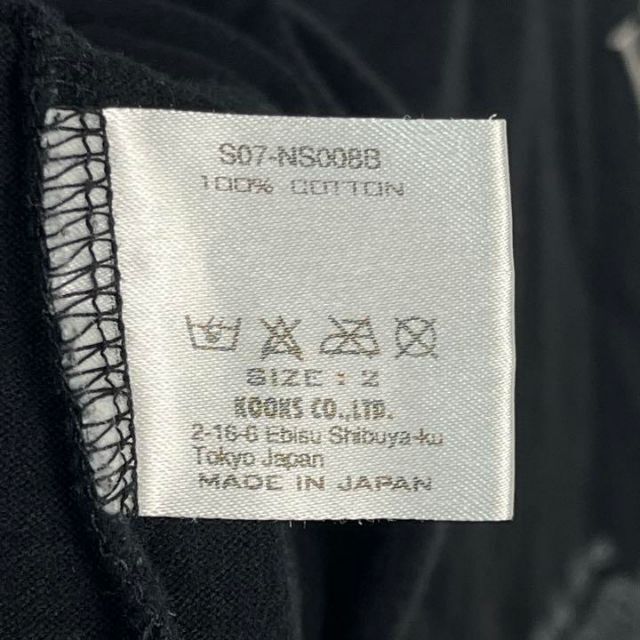 S07-NS008B
100% COTTON
SIZE : 2
KOOKS CO.,LTD.
2-16-6 Ebisu Shibuya-ku
Tokyo Japan
MADE IN JAPAN